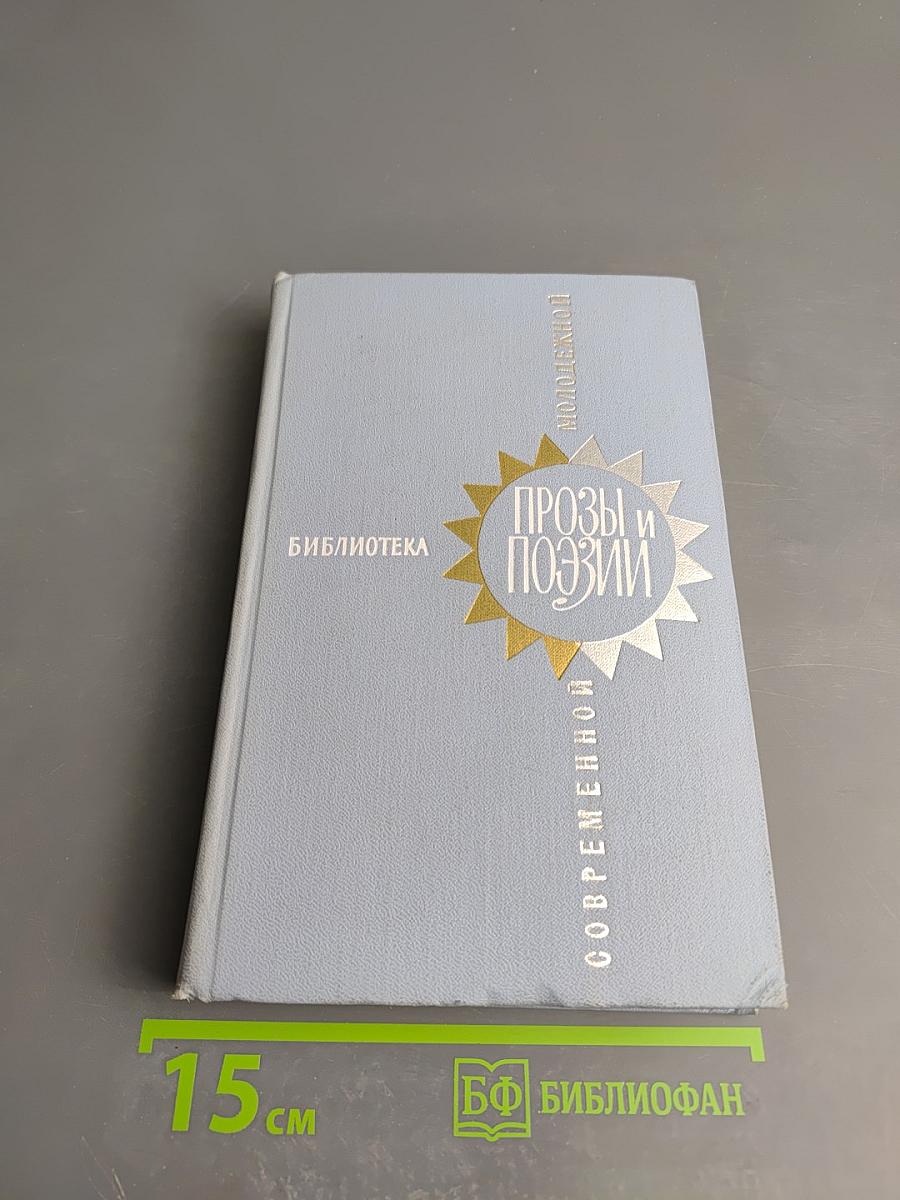 БИБЛИОТЕКА
СОВРЕМЕННОЙ
МОЛОДЕЖНОЙ
ПРОЗЫ И
ПОЭЗИИ
15 см
БФ БИБЛИОФАН